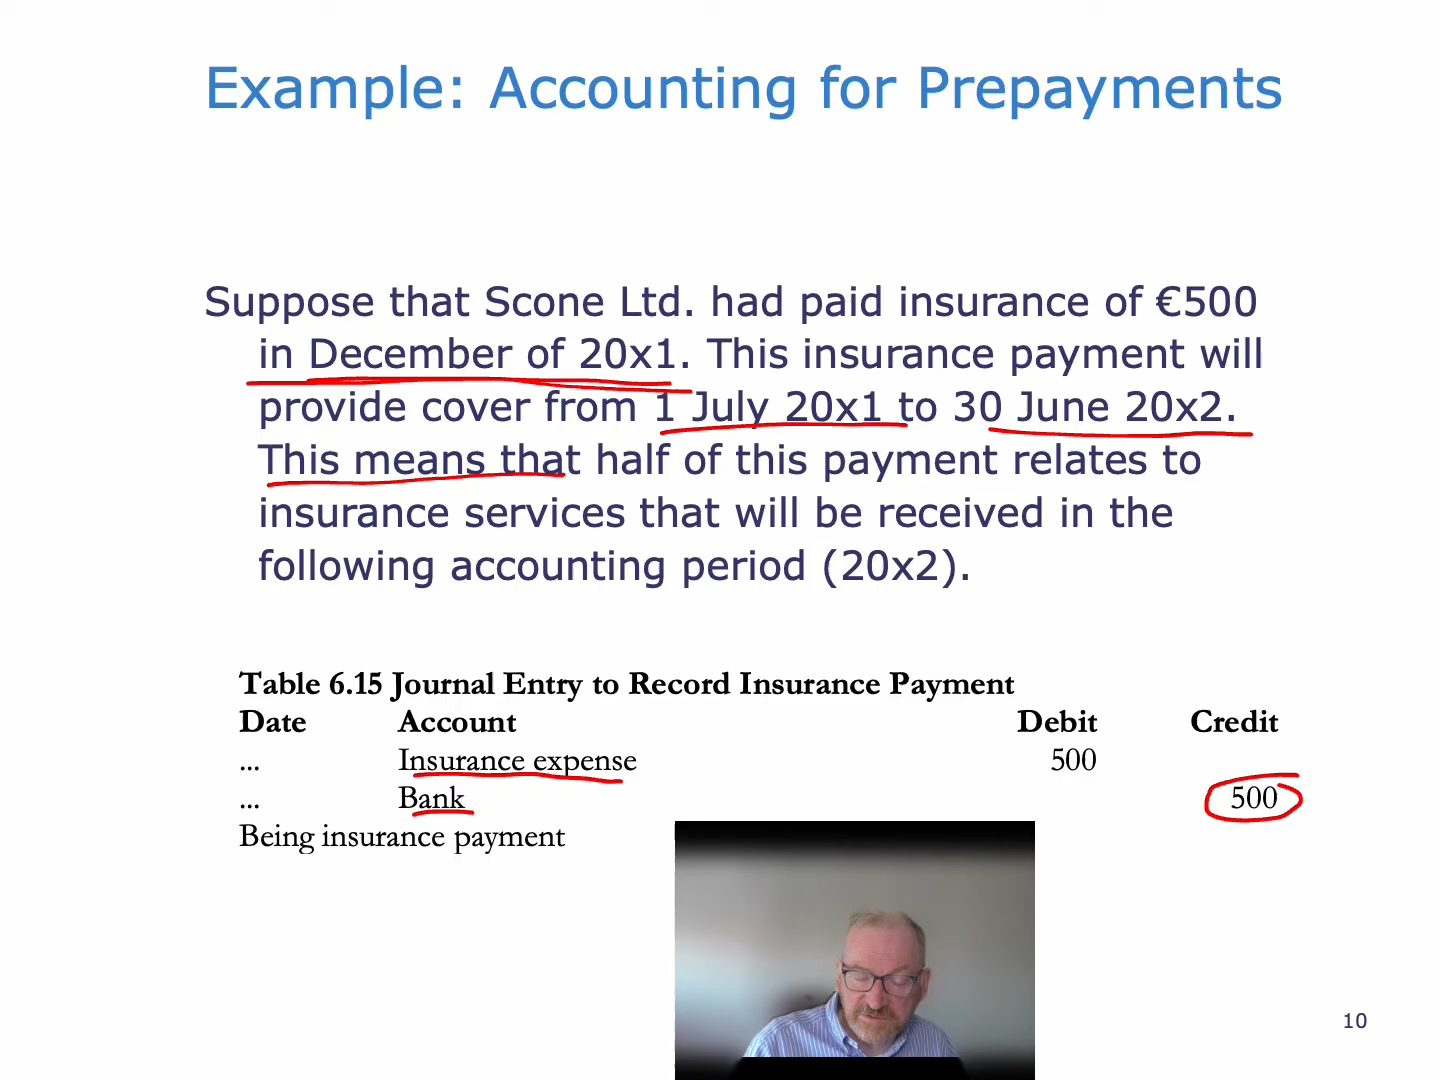 Example: Accounting for Prepayments
Suppose that Scone Ltd. had paid insurance of €500
in December of 20x1. This insurance payment will
provide cover from 1 July 20x1 to 30 June 20x2.
This means that half of this payment relates to
insurance services that will be received in the
following accounting period (20x2).
Table 6.15 Journal Entry to Record Insurance Payment
Date Account Debit Credit
... Insurance expense 500
... Bank 500
Being insurance payment
10